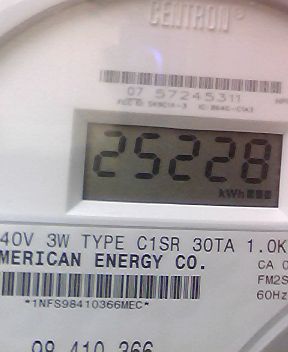 CENTRON®
07 57245311
25228
kWh
40V 3W TYPE C1SR 30TA 1.0K
MERICAN ENERGY CO.
CA 0
FM2S
60Hz
*1NFS98410366MEC*
98 410 366